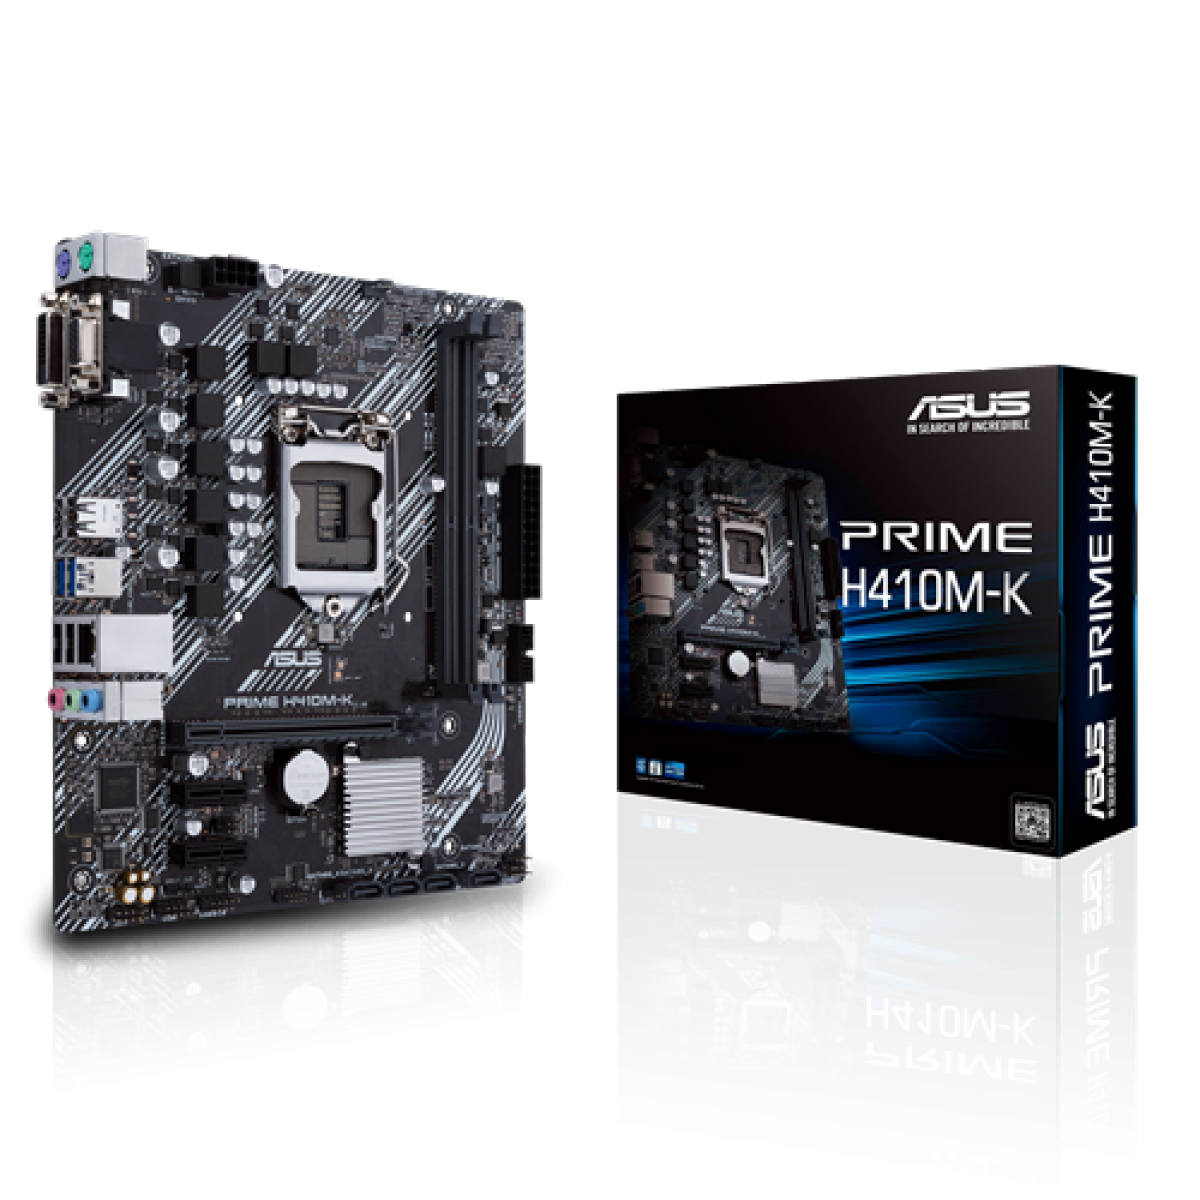 ASUS
PRIME H410M-K
ASUS
IN SEARCH OF INCREDIBLE
PRIME
H410M-K
PRIME H410M-K
ASUS
IN SEARCH OF INCREDIBLE